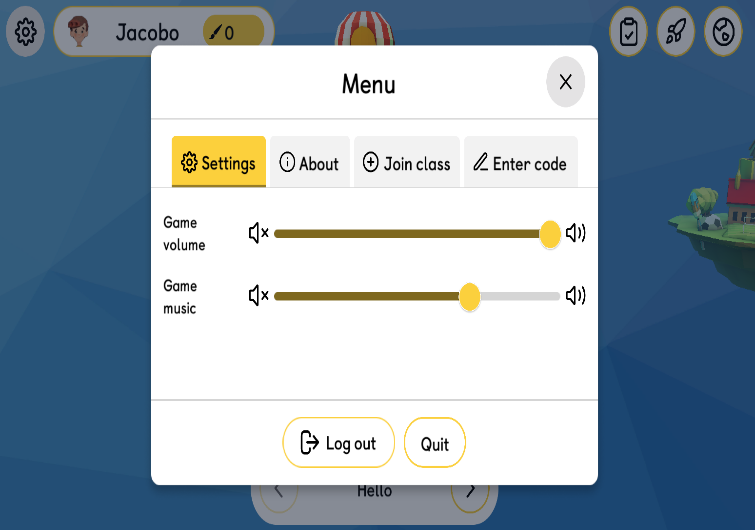 Jacobo
0
Menu
X
Settings
About
Join class
Enter code
Game
volume
Game
music
Log out
Quit
Hello